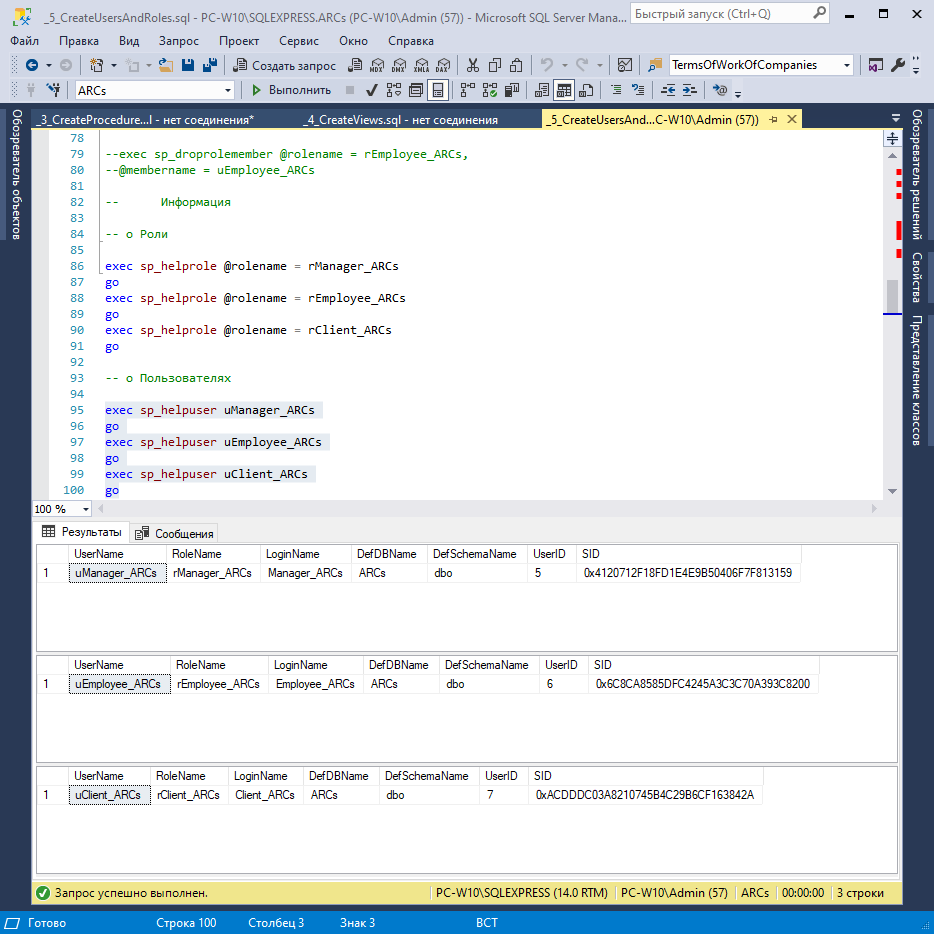 _5_CreateUsersAndRoles.sql - PC-W10\SQLEXPRESS.ARCs (PC-W10\Admin (57)) - Microsoft SQL Server Mana...
Быстрый запуск (Ctrl+Q)
Файл Правка Вид Запрос Проект Сервис Окно Справка
Создать запрос MDX DMX XMLA DAX TermsOfWorkOfCompanies
ARCs Выполнить
Обозреватель объектов
_3_CreateProcedure...l - нет соединения* _4_CreateViews.sql - нет соединения _5_CreateUsersAnd...C-W10\Admin (57))
78
79 --exec sp_droprolemember @rolename = rEmployee_ARCs,
80 --@membername = uEmployee_ARCs
81
82 -- Информация
83
84 -- о Роли
85
86 exec sp_helprole @rolename = rManager_ARCs
87 go
88 exec sp_helprole @rolename = rEmployee_ARCs
89 go
90 exec sp_helprole @rolename = rClient_ARCs
91 go
92
93 -- о Пользователях
94
95 exec sp_helpuser uManager_ARCs
96 go
97 exec sp_helpuser uEmployee_ARCs
98 go
99 exec sp_helpuser uClient_ARCs
100 go
Обозреватель решений
Свойства
Представление классов
100 %
Результаты Сообщения
UserName RoleName LoginName DefDBName DefSchemaName UserID SID
1 uManager_ARCs rManager_ARCs Manager_ARCs ARCs dbo 5 0x4120712F18FD1E4E9B50406F7F813159
UserName RoleName LoginName DefDBName DefSchemaName UserID SID
1 uEmployee_ARCs rEmployee_ARCs Employee_ARCs ARCs dbo 6 0x6C8CA8585DFC4245A3C3C70A393C8200
UserName RoleName LoginName DefDBName DefSchemaName UserID SID
1 uClient_ARCs rClient_ARCs Client_ARCs ARCs dbo 7 0xACDDDC03A8210745B4C29B6CF163842A
Запрос успешно выполнен. PC-W10\SQLEXPRESS (14.0 RTM) PC-W10\Admin (57) ARCs 00:00:00 3 строки
Готово Строка 100 Столбец 3 Знак 3 ВСТ